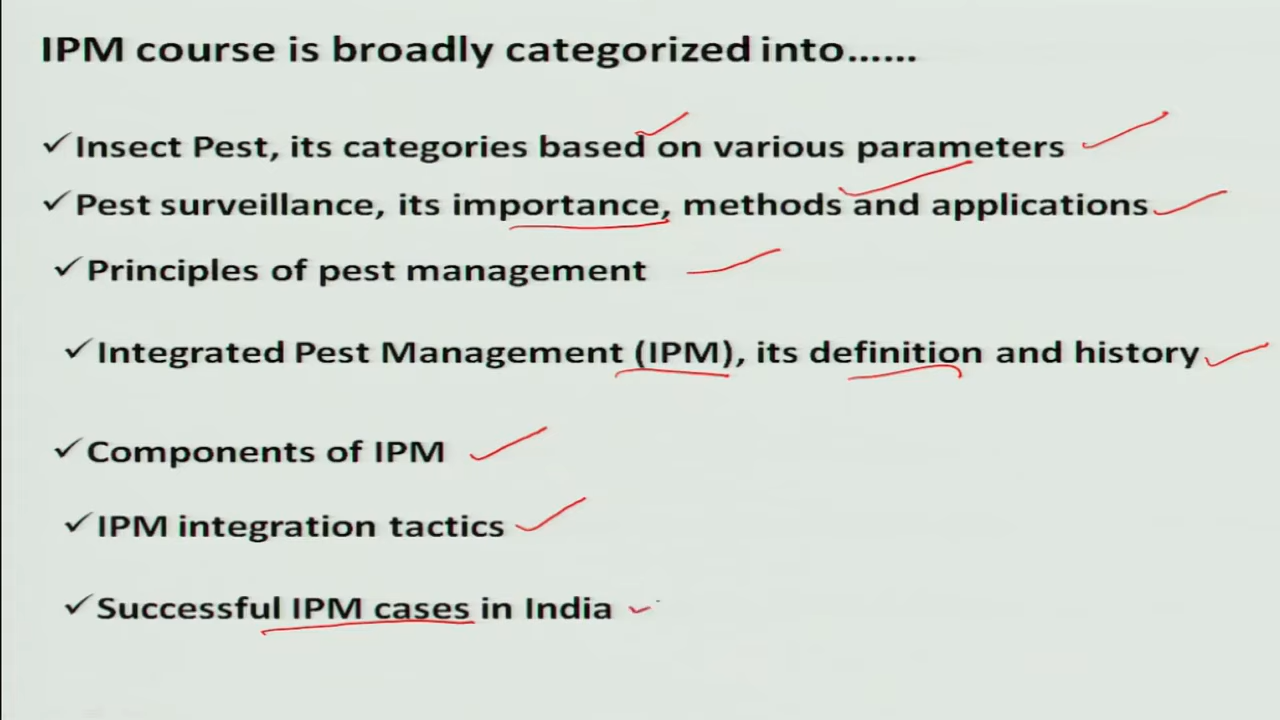 IPM course is broadly categorized into......
✓Insect Pest, its categories based on various parameters
✓Pest surveillance, its importance, methods and applications
✓Principles of pest management
✓Integrated Pest Management (IPM), its definition and history
✓Components of IPM
✓IPM integration tactics
✓Successful IPM cases in India